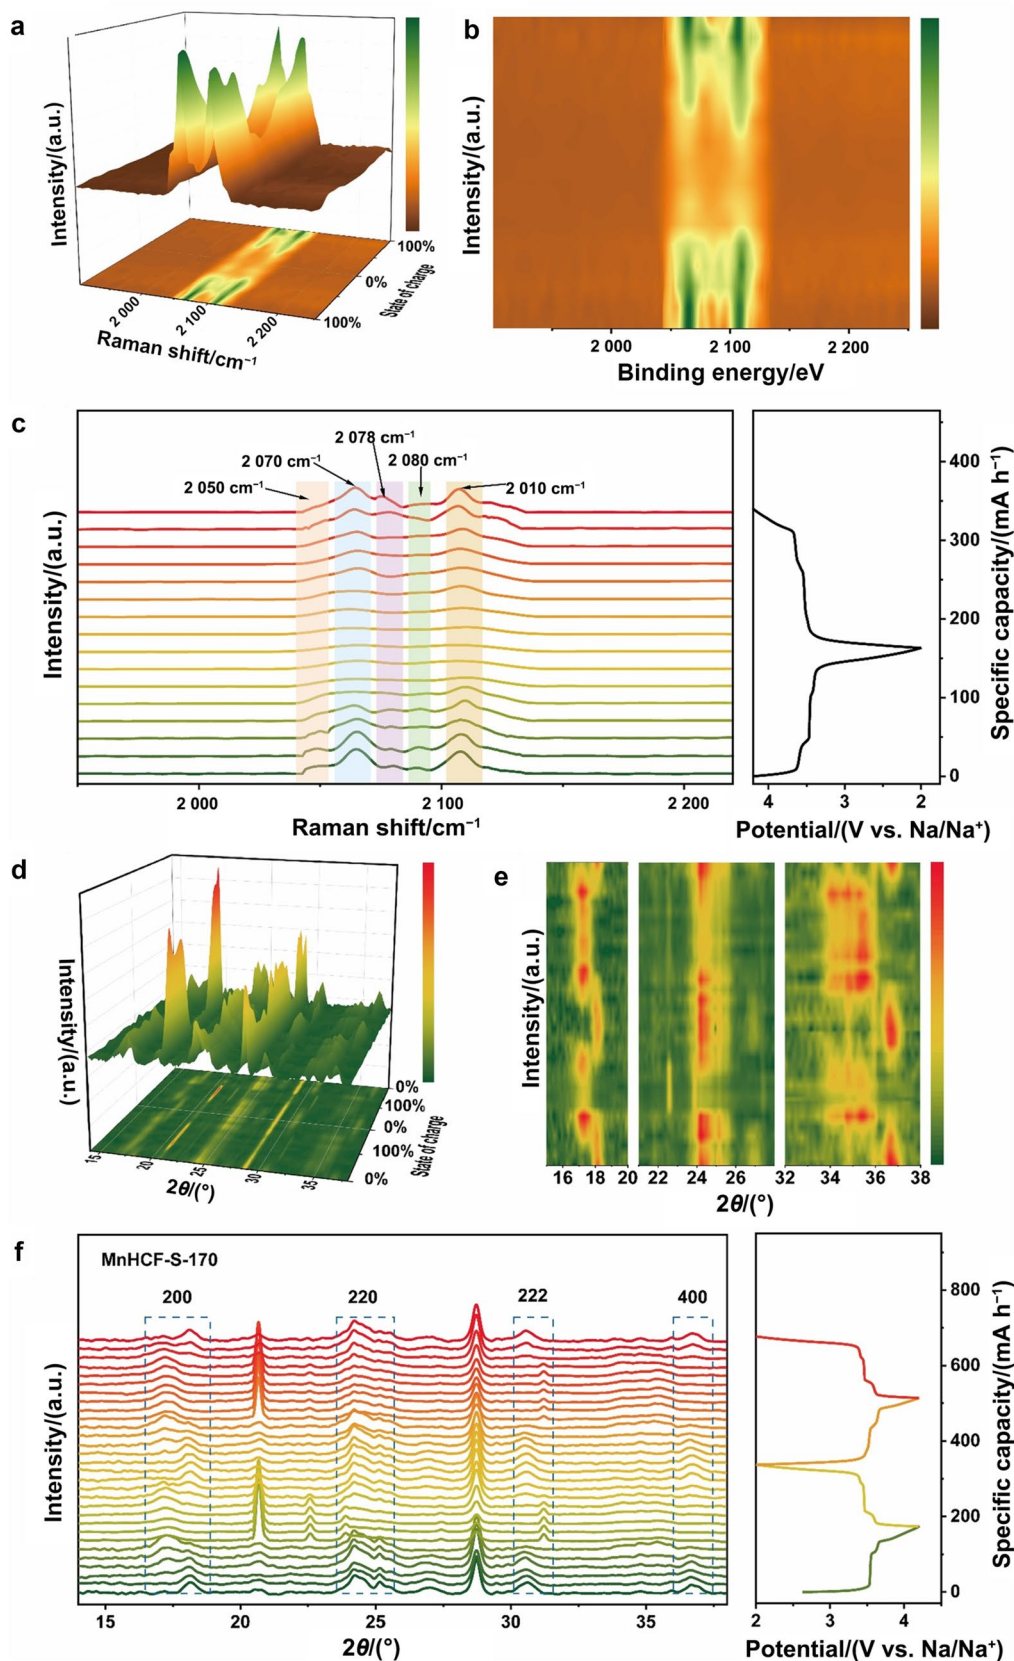 a
Intensity/(a.u.)
100%
0%
100%
State of charge
2 000
2 100
2 200
Raman shift/cm⁻¹
b
Intensity/(a.u.)
2 000
2 100
2 200
Binding energy/eV
c
Intensity/(a.u.)
2 050 cm⁻¹
2 070 cm⁻¹
2 078 cm⁻¹
2 080 cm⁻¹
2 010 cm⁻¹
2 000
2 100
2 200
Raman shift/cm⁻¹
400
300
200
100
0
Specific capacity/(mA h⁻¹)
4
3
2
Potential/(V vs. Na/Na⁺)
d
Intensity/(a.u.)
0%
100%
0%
100%
0%
State of charge
15
20
25
30
35
2θ/(°)
e
Intensity/(a.u.)
16 18 20 22 24 26 32 34 36 38
2θ/(°)
f
MnHCF-S-170
200
220
222
400
Intensity/(a.u.)
15
20
25
30
35
2θ/(°)
800
600
400
200
0
Specific capacity/(mA h⁻¹)
2
3
4
Potential/(V vs. Na/Na⁺)